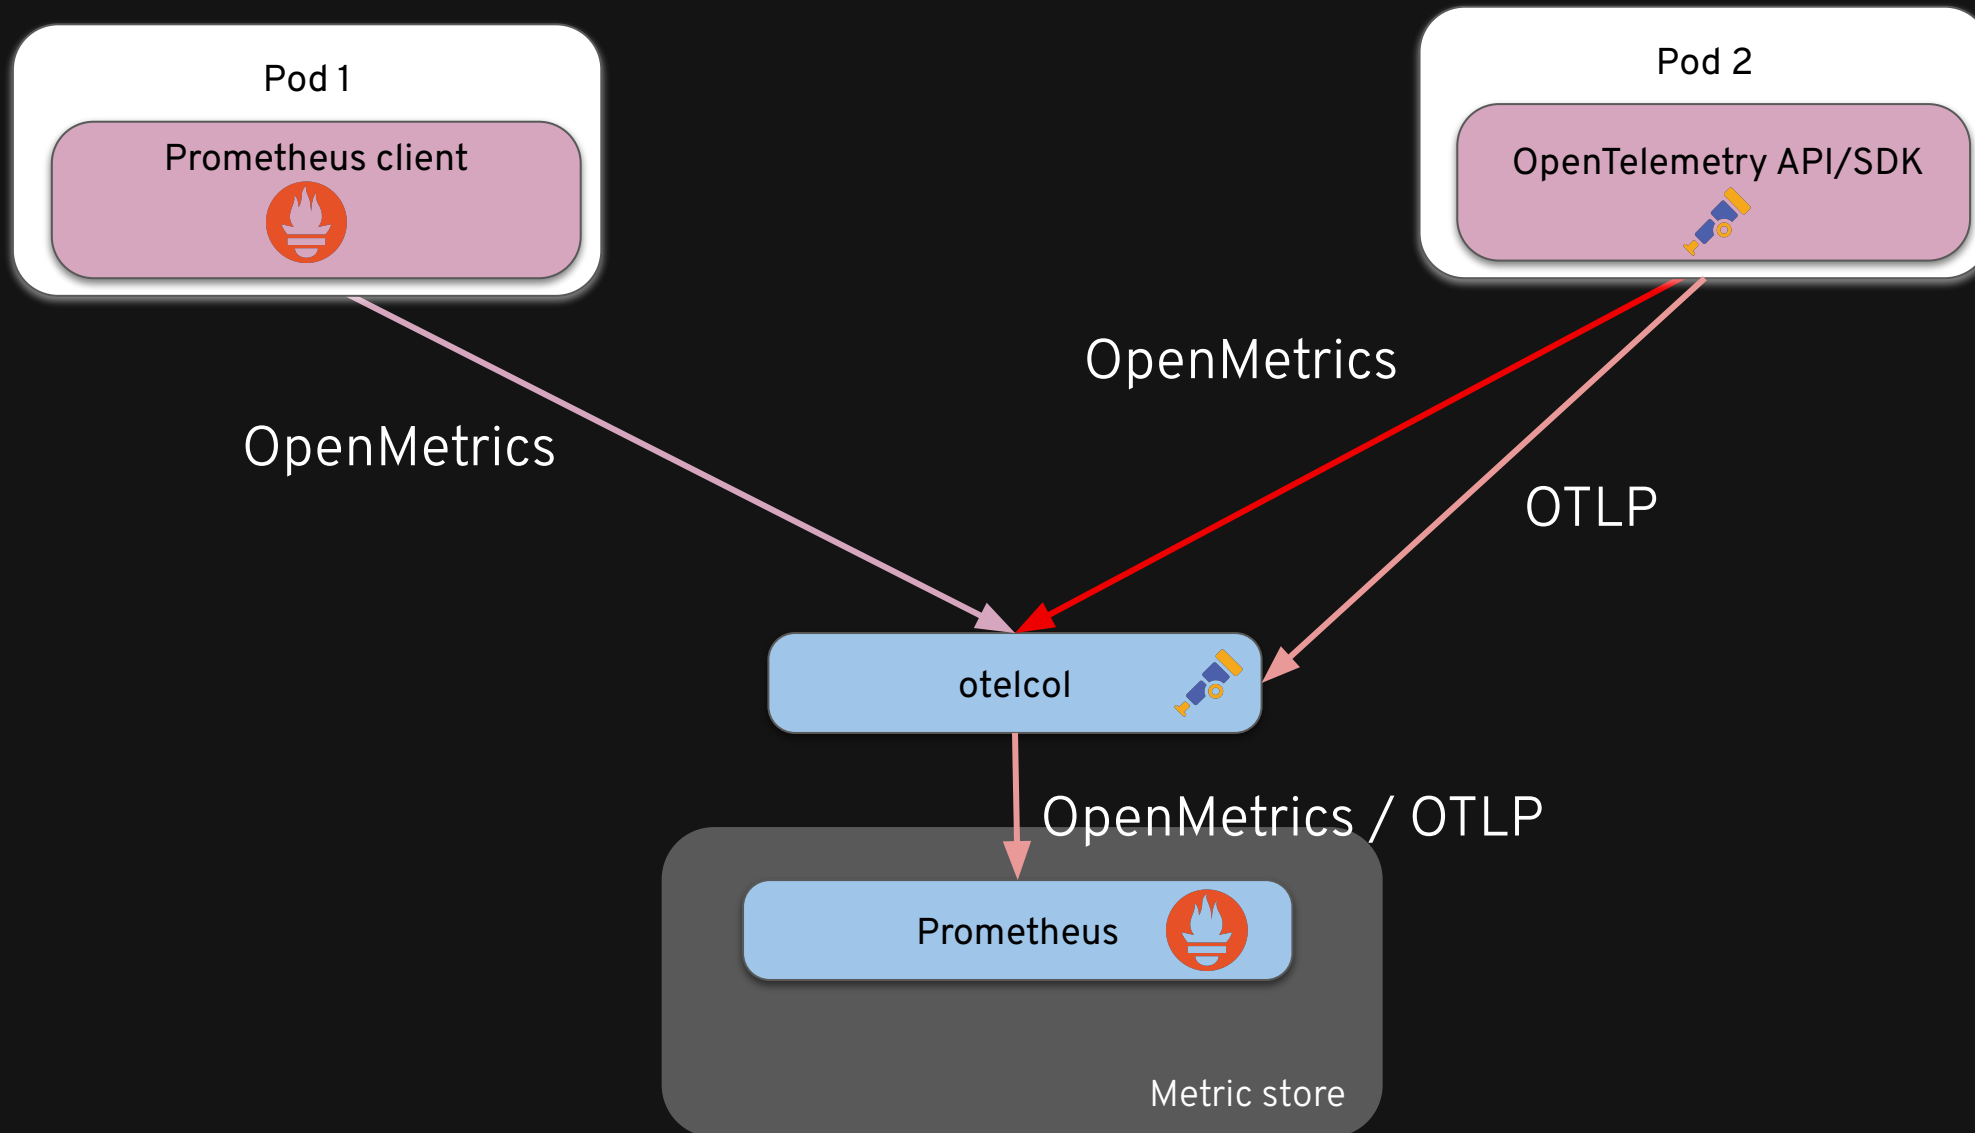 Pod 1
Prometheus client
Pod 2
OpenTelemetry API/SDK
OpenMetrics
OpenMetrics
OTLP
otelcol
OpenMetrics / OTLP
Prometheus
Metric store